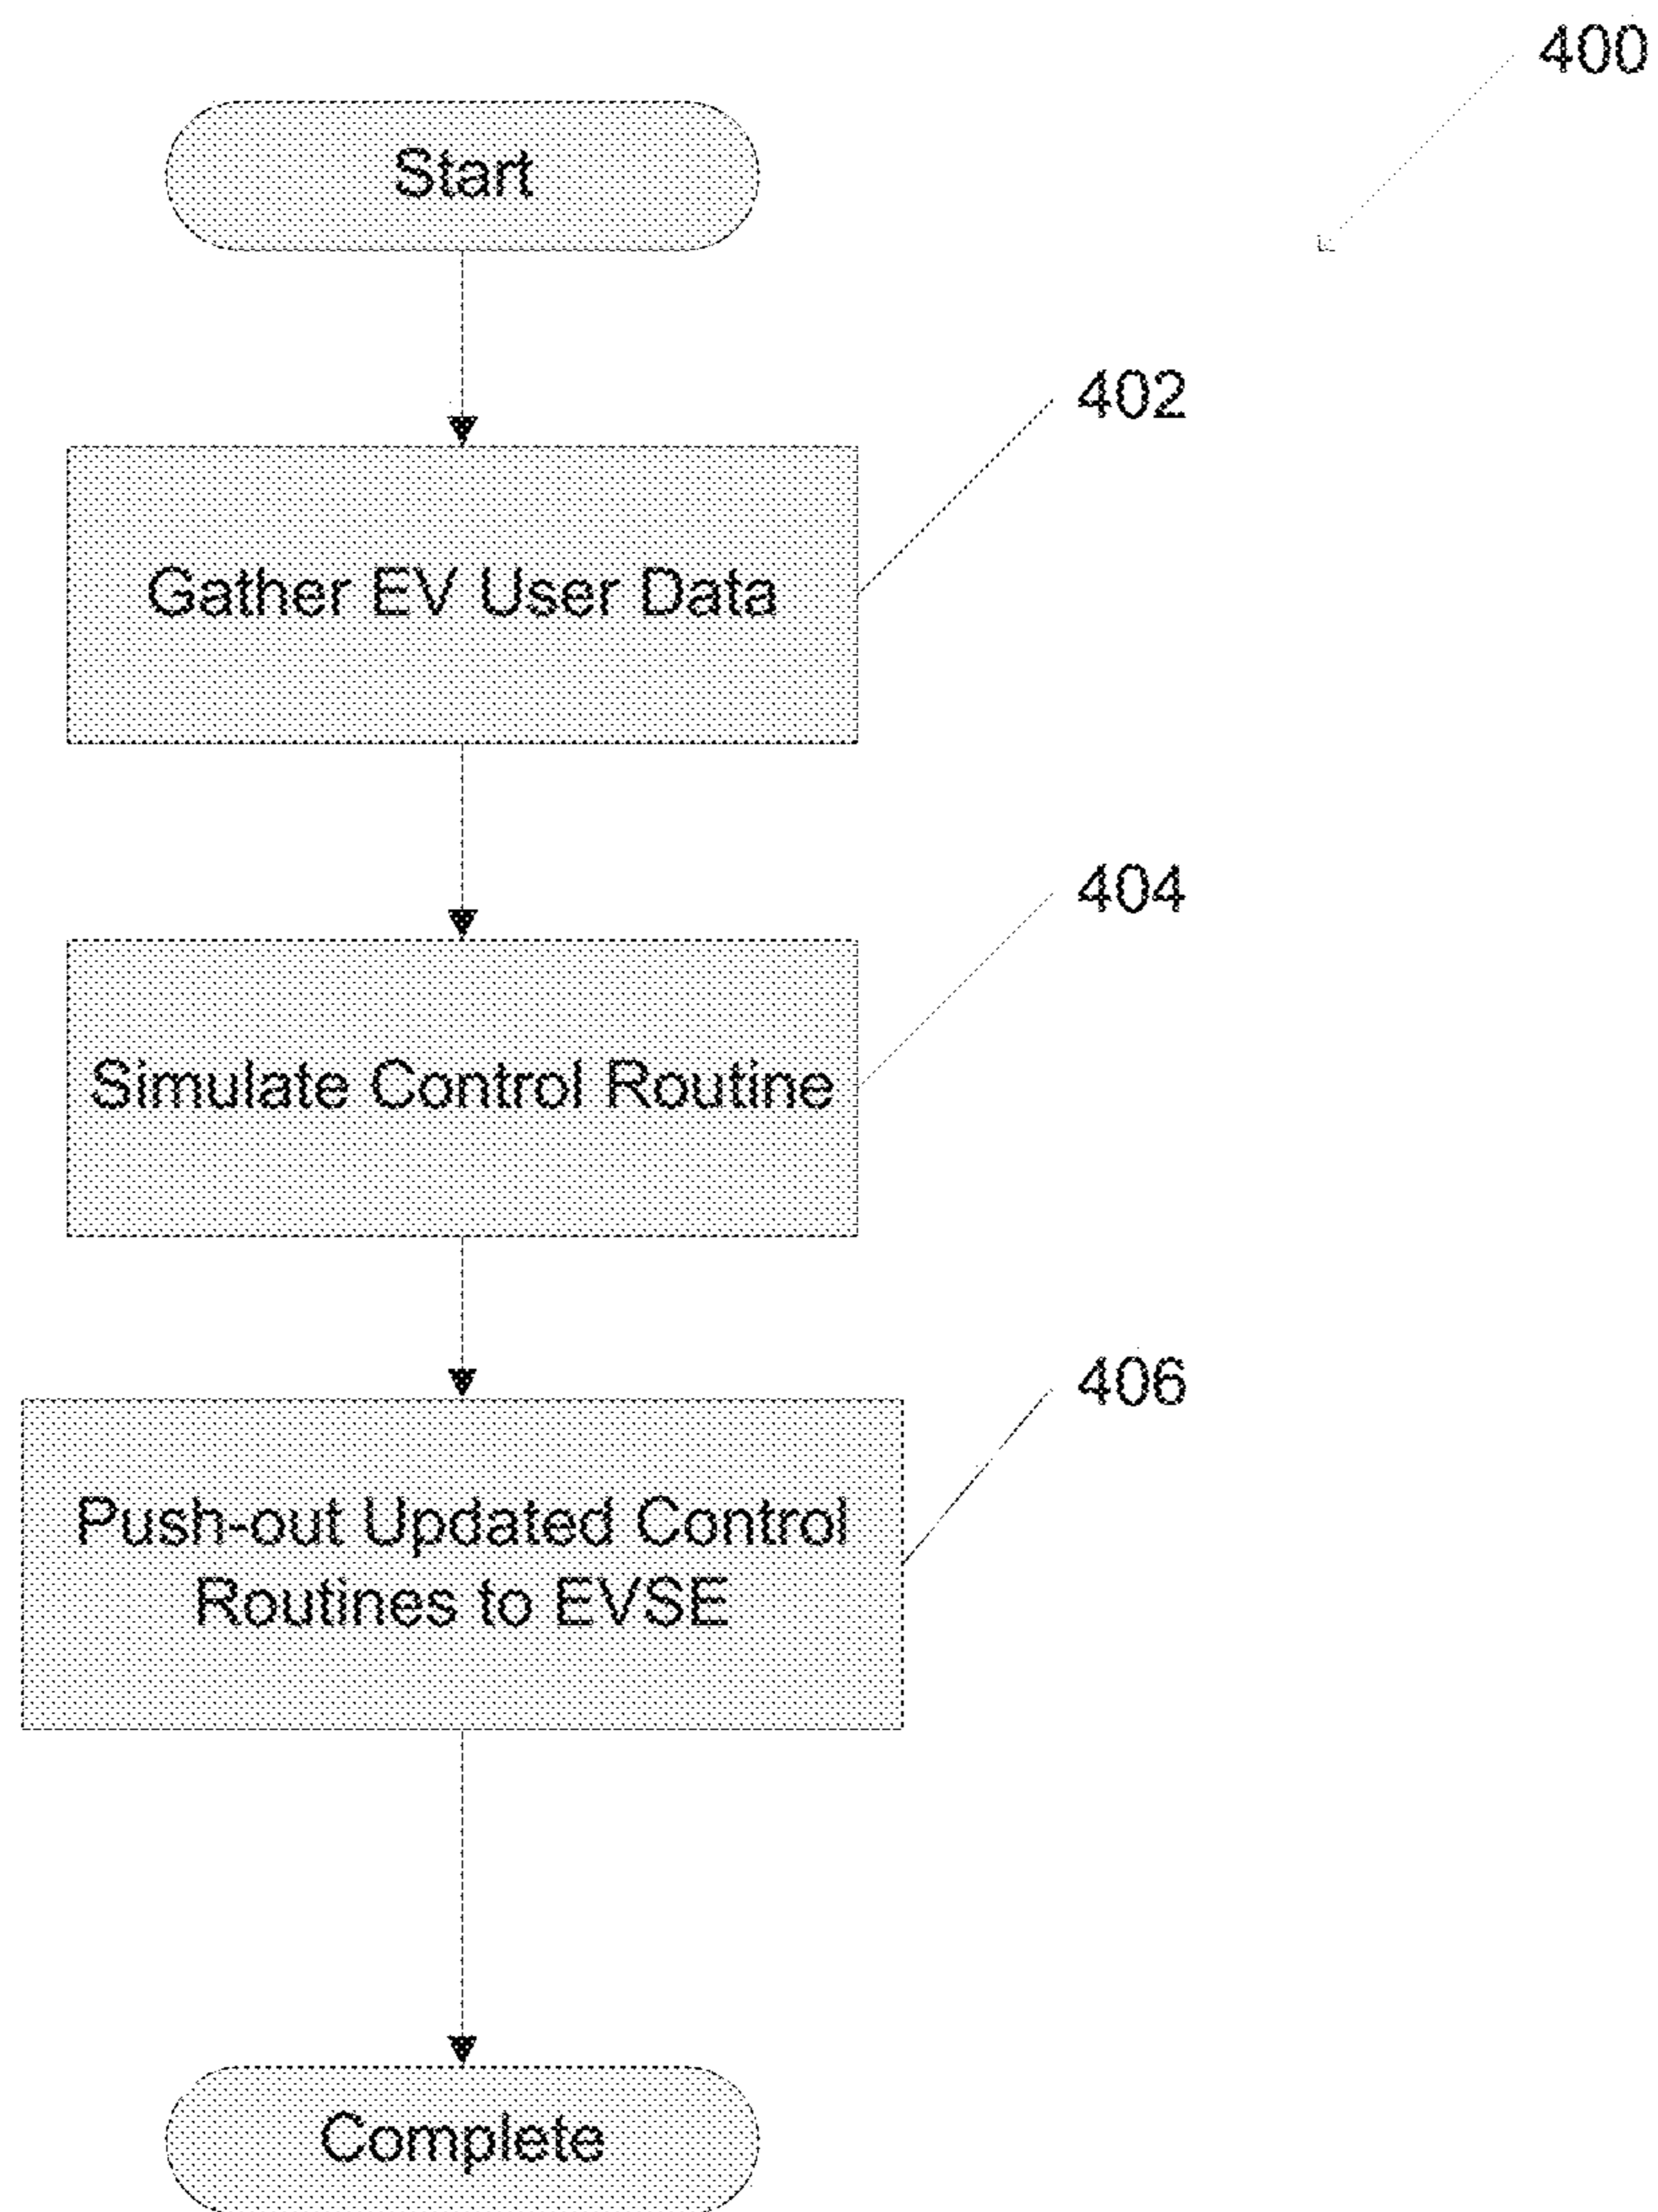 400
Start
402
Gather EV User Data
404
Simulate Control Routine
406
Push-out Updated Control
Routines to EVSE
Complete